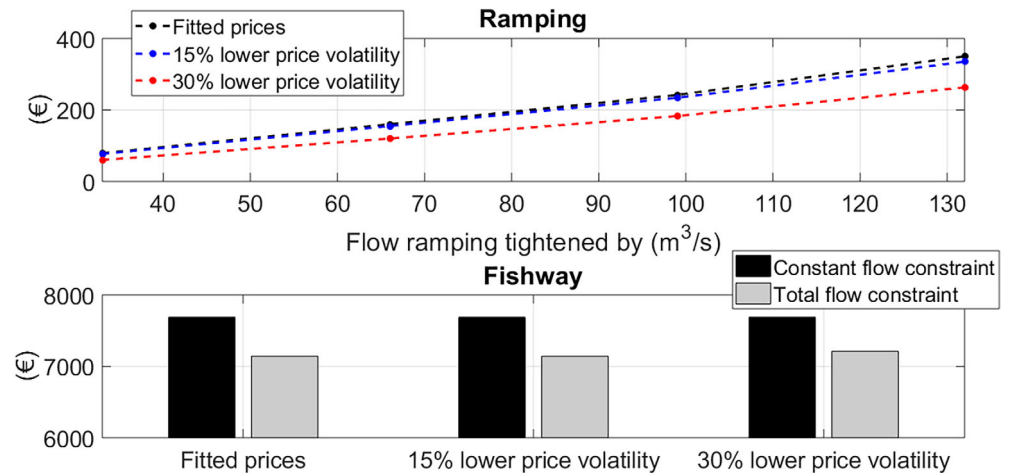 Ramping
Fitted prices
15% lower price volatility
30% lower price volatility
400
200
0
(€)
40 50 60 70 80 90 100 110 120 130
Flow ramping tightened by (m³/s)
Fishway
Constant flow constraint
Total flow constraint
8000
7000
6000
(€)
Fitted prices 15% lower price volatility 30% lower price volatility